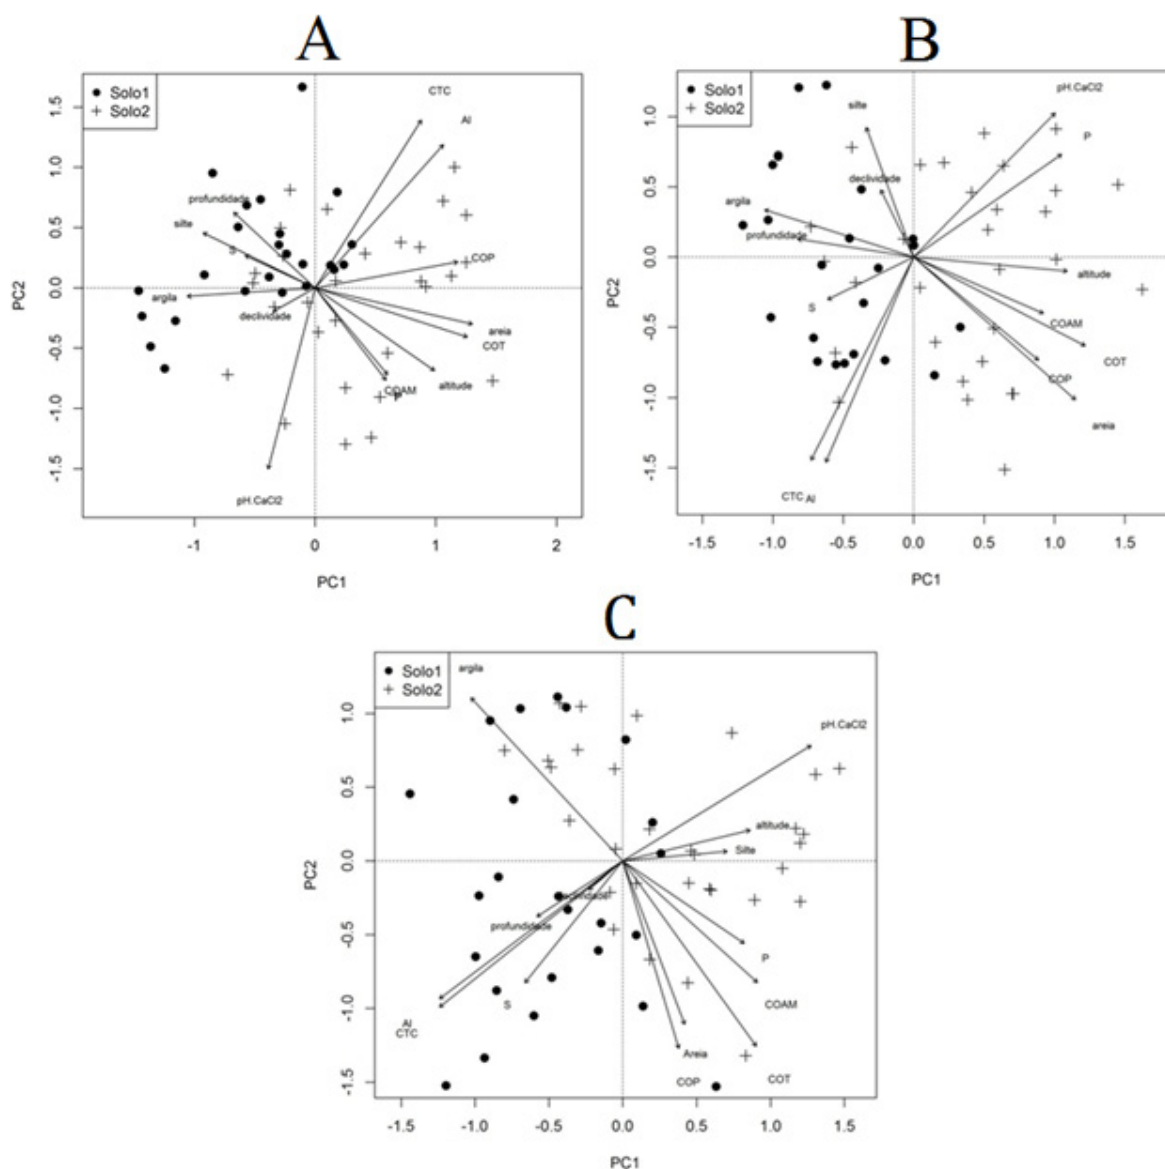 A
Solo1
Solo2
CTC
Al
profundidade
silte
S
COP
argila
declividade
areia
COT
altitude
COAM
P
pH.CaCl2
1.5
1.0
0.5
0.0
-0.5
-1.0
-1.5
PC2
-1
0
1
2
PC1
B
Solo1
Solo2
pH.CaCl2
silte
P
declividade
argila
profundidade
altitude
S
COAM
COT
COP
areia
CTC Al
1.0
0.5
0.0
-0.5
-1.0
-1.5
PC2
-1.5
-1.0
-0.5
0.0
0.5
1.0
1.5
PC1
C
argila
Solo1
Solo2
pH.CaCl2
altitude
Silte
declividade
profundidade
P
S
COAM
Al
CTC
Areia
COP
COT
1.0
0.5
0.0
-0.5
-1.0
-1.5
PC2
-1.5
-1.0
-0.5
0.0
0.5
1.0
1.5
PC1